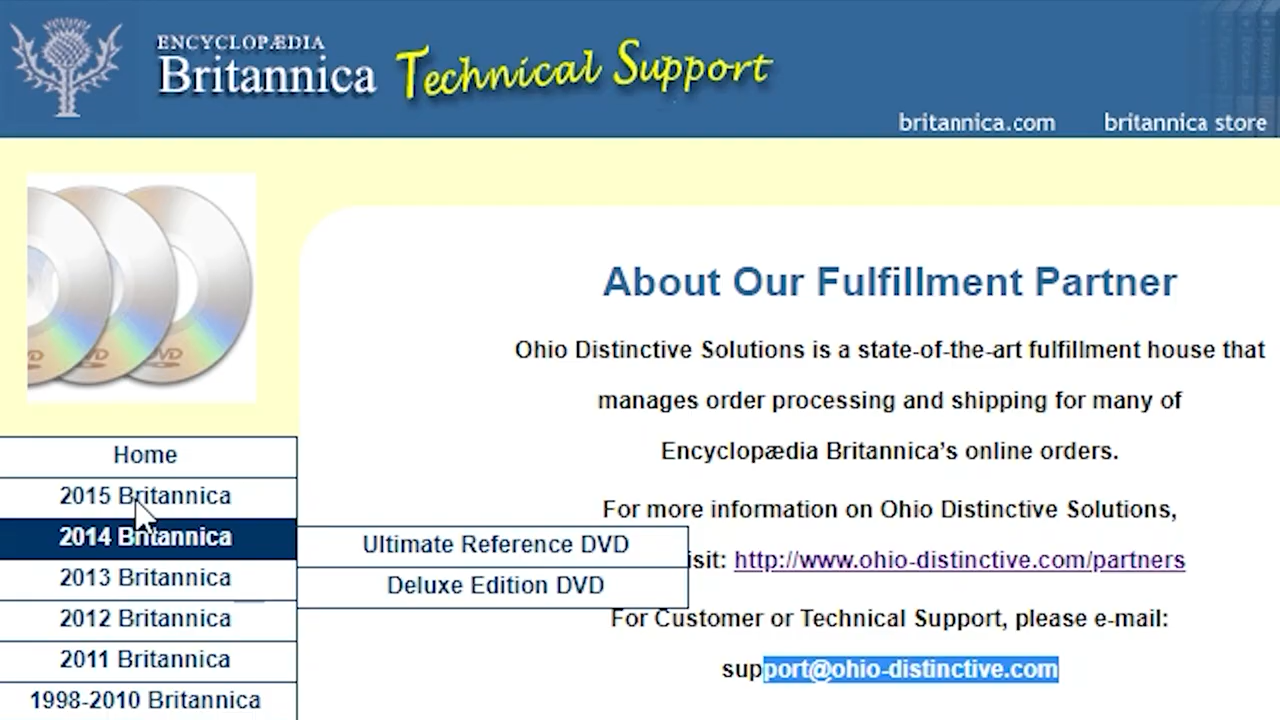 ENCYCLOPÆDIA
Britannica Technical Support
britannica.com britannica store
About Our Fulfillment Partner
Ohio Distinctive Solutions is a state-of-the-art fulfillment house that
manages order processing and shipping for many of
Encyclopædia Britannica’s online orders.
For more information on Ohio Distinctive Solutions,
isit: http://www.ohio-distinctive.com/partners
For Customer or Technical Support, please e-mail:
support@ohio-distinctive.com
Home
2015 Britannica
2014 Britannica
Ultimate Reference DVD
Deluxe Edition DVD
2013 Britannica
2012 Britannica
2011 Britannica
1998-2010 Britannica